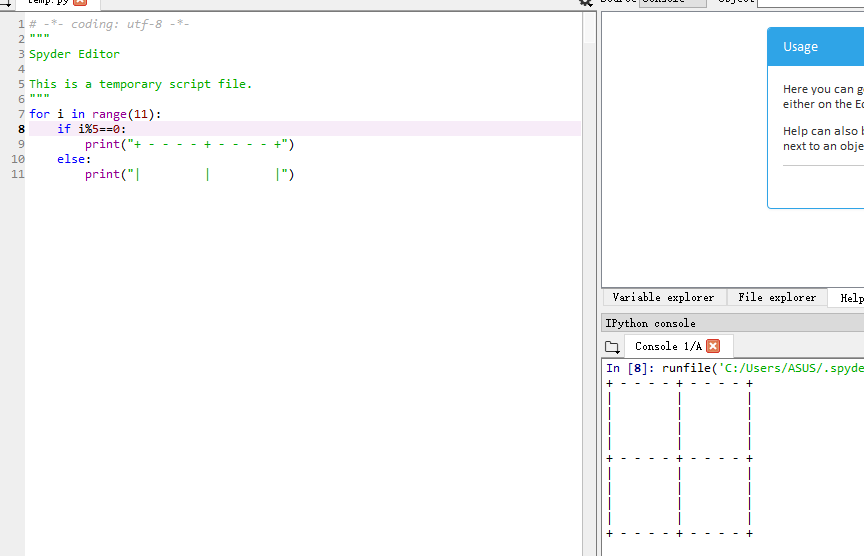 temp.py
Source Console Object
1 # -*- coding: utf-8 -*-
2 """
3 Spyder Editor
4
5 This is a temporary script file.
6 """
7 for i in range(11):
8     if i%5==0:
9         print("+ - - - - + - - - - +")
10     else:
11         print("|         |         |")
Usage
Here you can
either on the
Help can also
next to an
Variable explorer File explorer Help
IPython console
Console 1/A
In [8]: runfile('C:/Users/ASUS/.spyde
+ - - - - + - - - - +
|         |         |
|         |         |
|         |         |
|         |         |
+ - - - - + - - - - +
|         |         |
|         |         |
|         |         |
|         |         |
+ - - - - + - - - - +